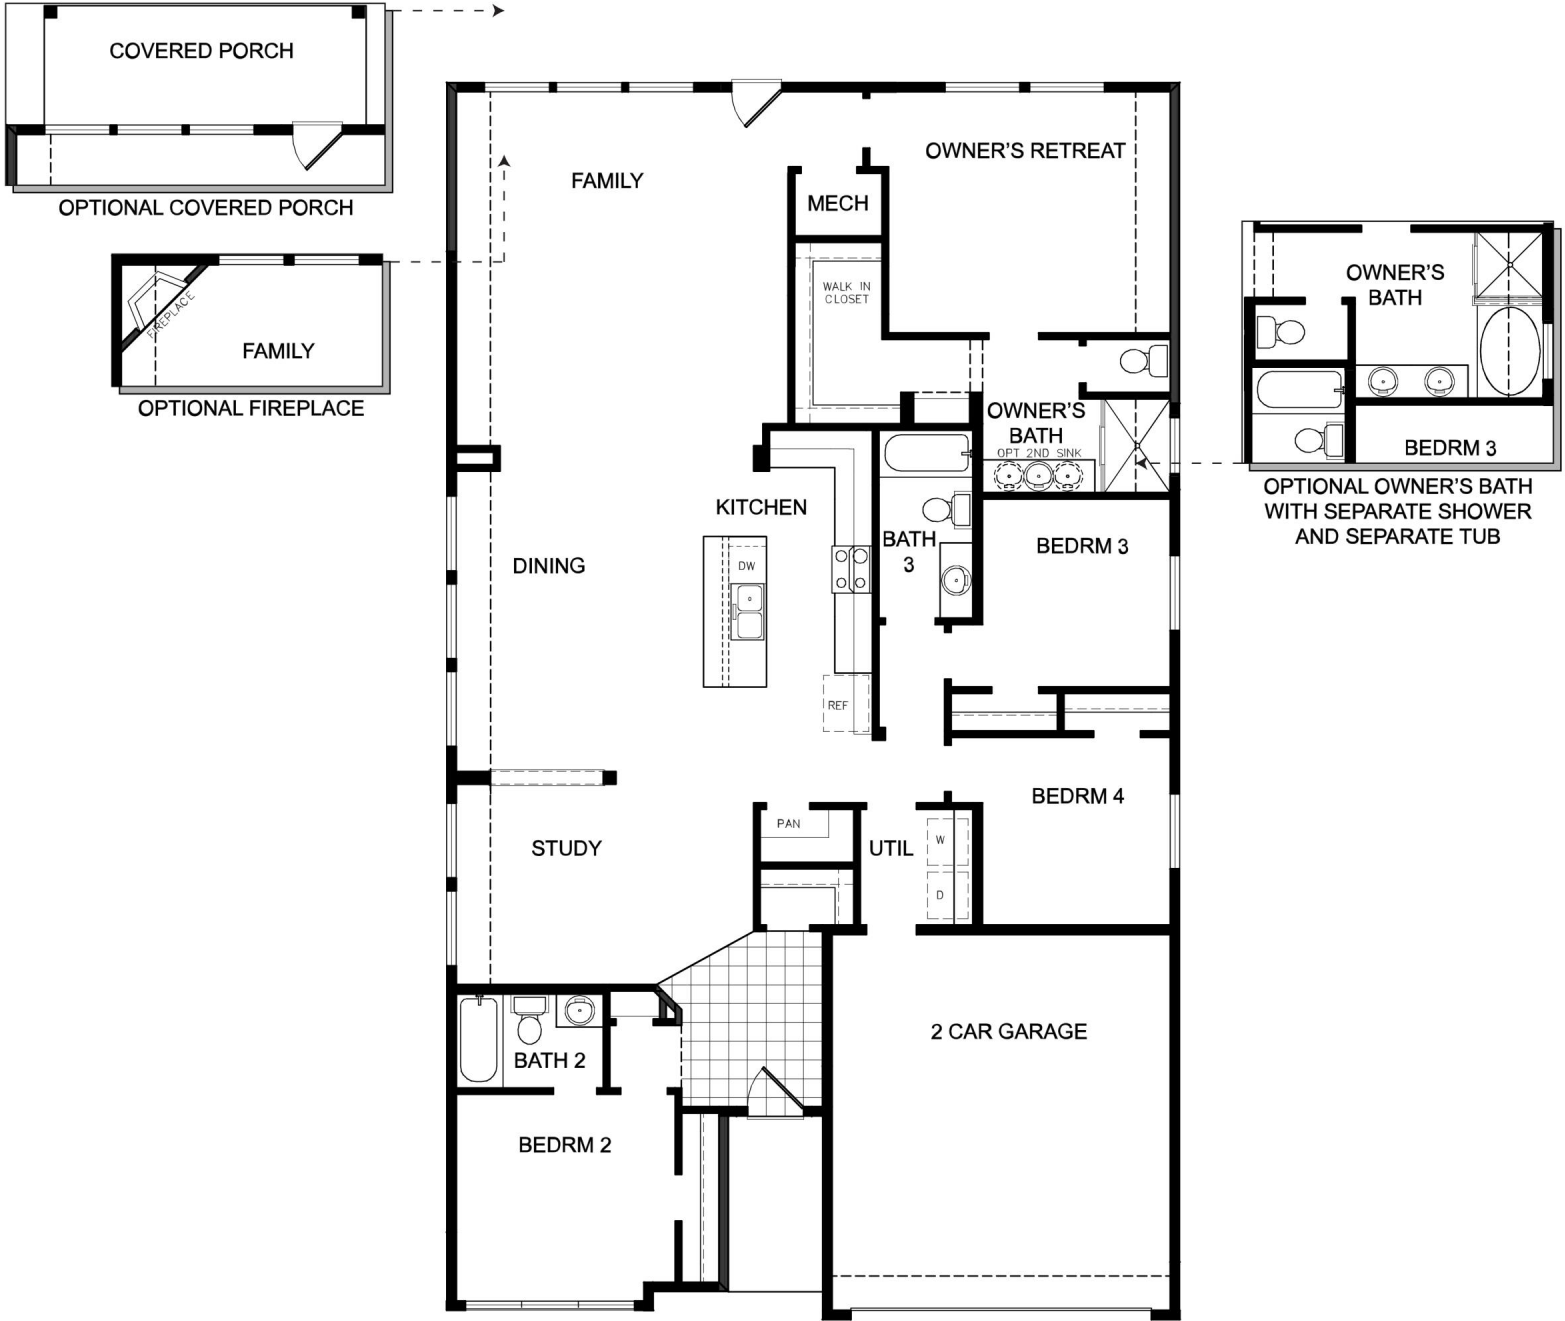 COVERED PORCH
OPTIONAL COVERED PORCH
FIREPLACE
FAMILY
OPTIONAL FIREPLACE
FAMILY
OWNER'S RETREAT
MECH
WALK IN
CLOSET
OWNER'S
BATH
OPT 2ND SINK
KITCHEN
DW
REF
DINING
BATH
3
BEDRM 3
BEDRM 4
STUDY
PAN
UTIL
W
D
BATH 2
BEDRM 2
2 CAR GARAGE
OWNER'S
BATH
BEDRM 3
OPTIONAL OWNER'S BATH
WITH SEPARATE SHOWER
AND SEPARATE TUB